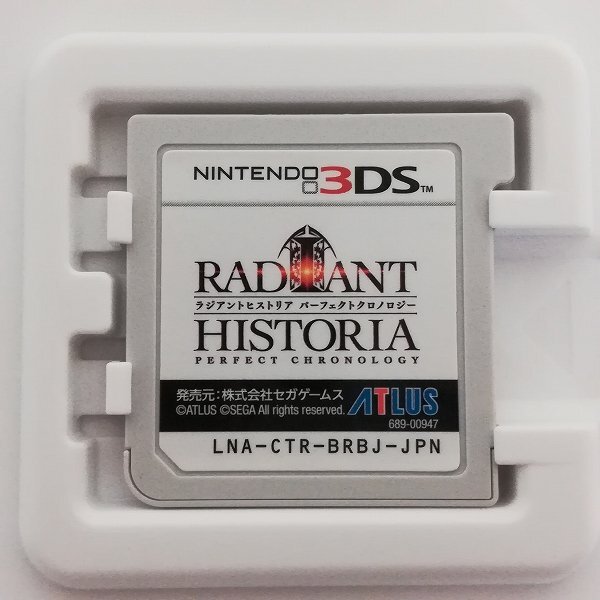 NINTENDO 3DS™
RADIANT
ラジアントヒストリア パーフェクトクロノロジー
HISTORIA
PERFECT CHRONOLOGY
発売元:株式会社セガゲームス
©ATLUS ©SEGA All rights reserved.
ATLUS
689-00947
LNA-CTR-BRBJ-JPN